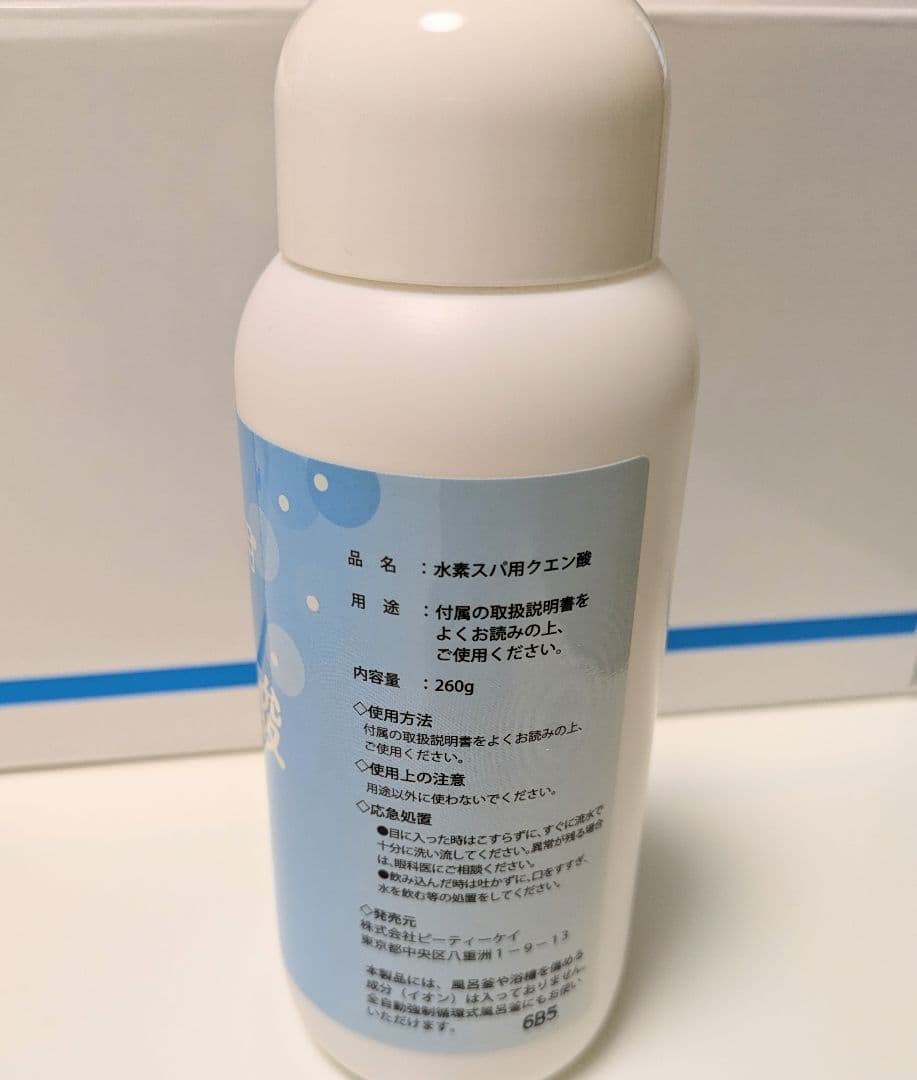 品　名　：水素スパ用クエン酸
用　途　：付属の取扱説明書を
よくお読みの上、
ご使用ください。
内容量　：260g
◇使用方法
付属の取扱説明書をよくお読みの上、
ご使用ください。
◇使用上の注意
用途以外に使わないでください。
◇応急処置
●目に入った時はこすらずに、すぐに流水で
十分に洗い流してください。異常が残る場合
は、眼科医にご相談ください。
●飲み込んだ時は吐かずに、口をすすぎ、
水を飲む等の処置をしてください。
◇発売元
株式会社ピーティーケイ
東京都中央区八重洲1－9－13
本製品には、風呂釜や浴槽を傷める
成分（イオン）は入っておりません。
全自動強制循環式風呂釜にもお使い
いただけます。
6B5
酸